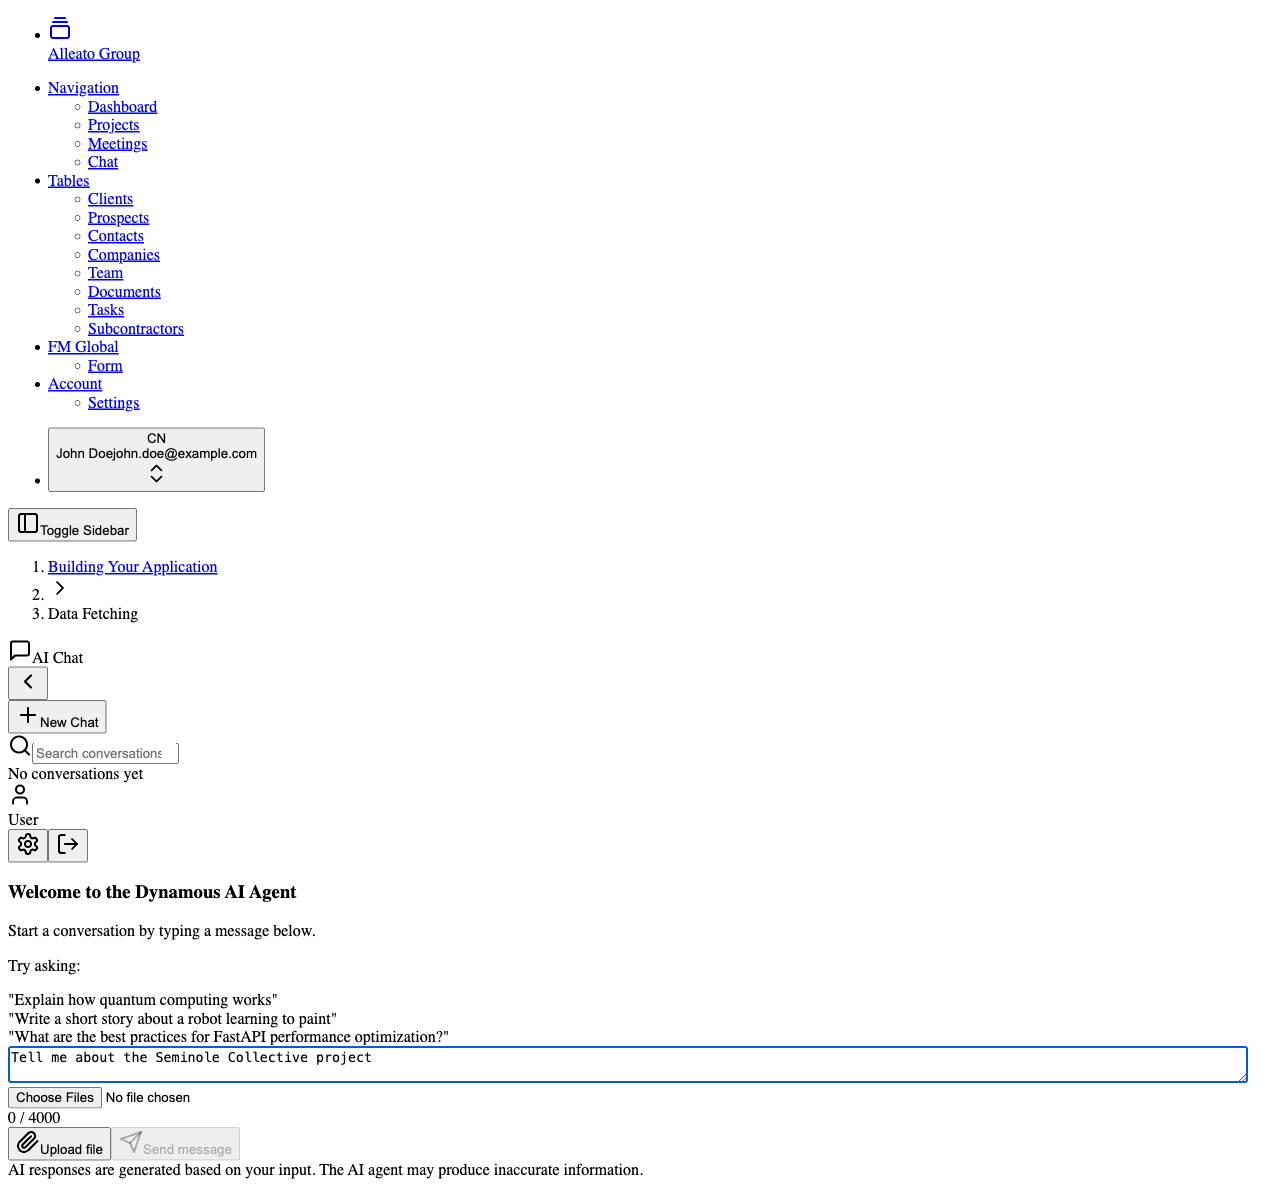 Alleato Group
Navigation
Dashboard
Projects
Meetings
Chat
Tables
Clients
Prospects
Contacts
Companies
Team
Documents
Tasks
Subcontractors
FM Global
Form
Account
Settings
CN
John Doejohn.doe@example.com
Toggle Sidebar
1. Building Your Application
2.
3. Data Fetching
AI Chat
New Chat
Search conversations
No conversations yet
User
Welcome to the Dynamous AI Agent
Start a conversation by typing a message below.
Try asking:
"Explain how quantum computing works"
"Write a short story about a robot learning to paint"
"What are the best practices for FastAPI performance optimization?"
Tell me about the Seminole Collective project
Choose Files No file chosen
0 / 4000
Upload file Send message
AI responses are generated based on your input. The AI agent may produce inaccurate information.